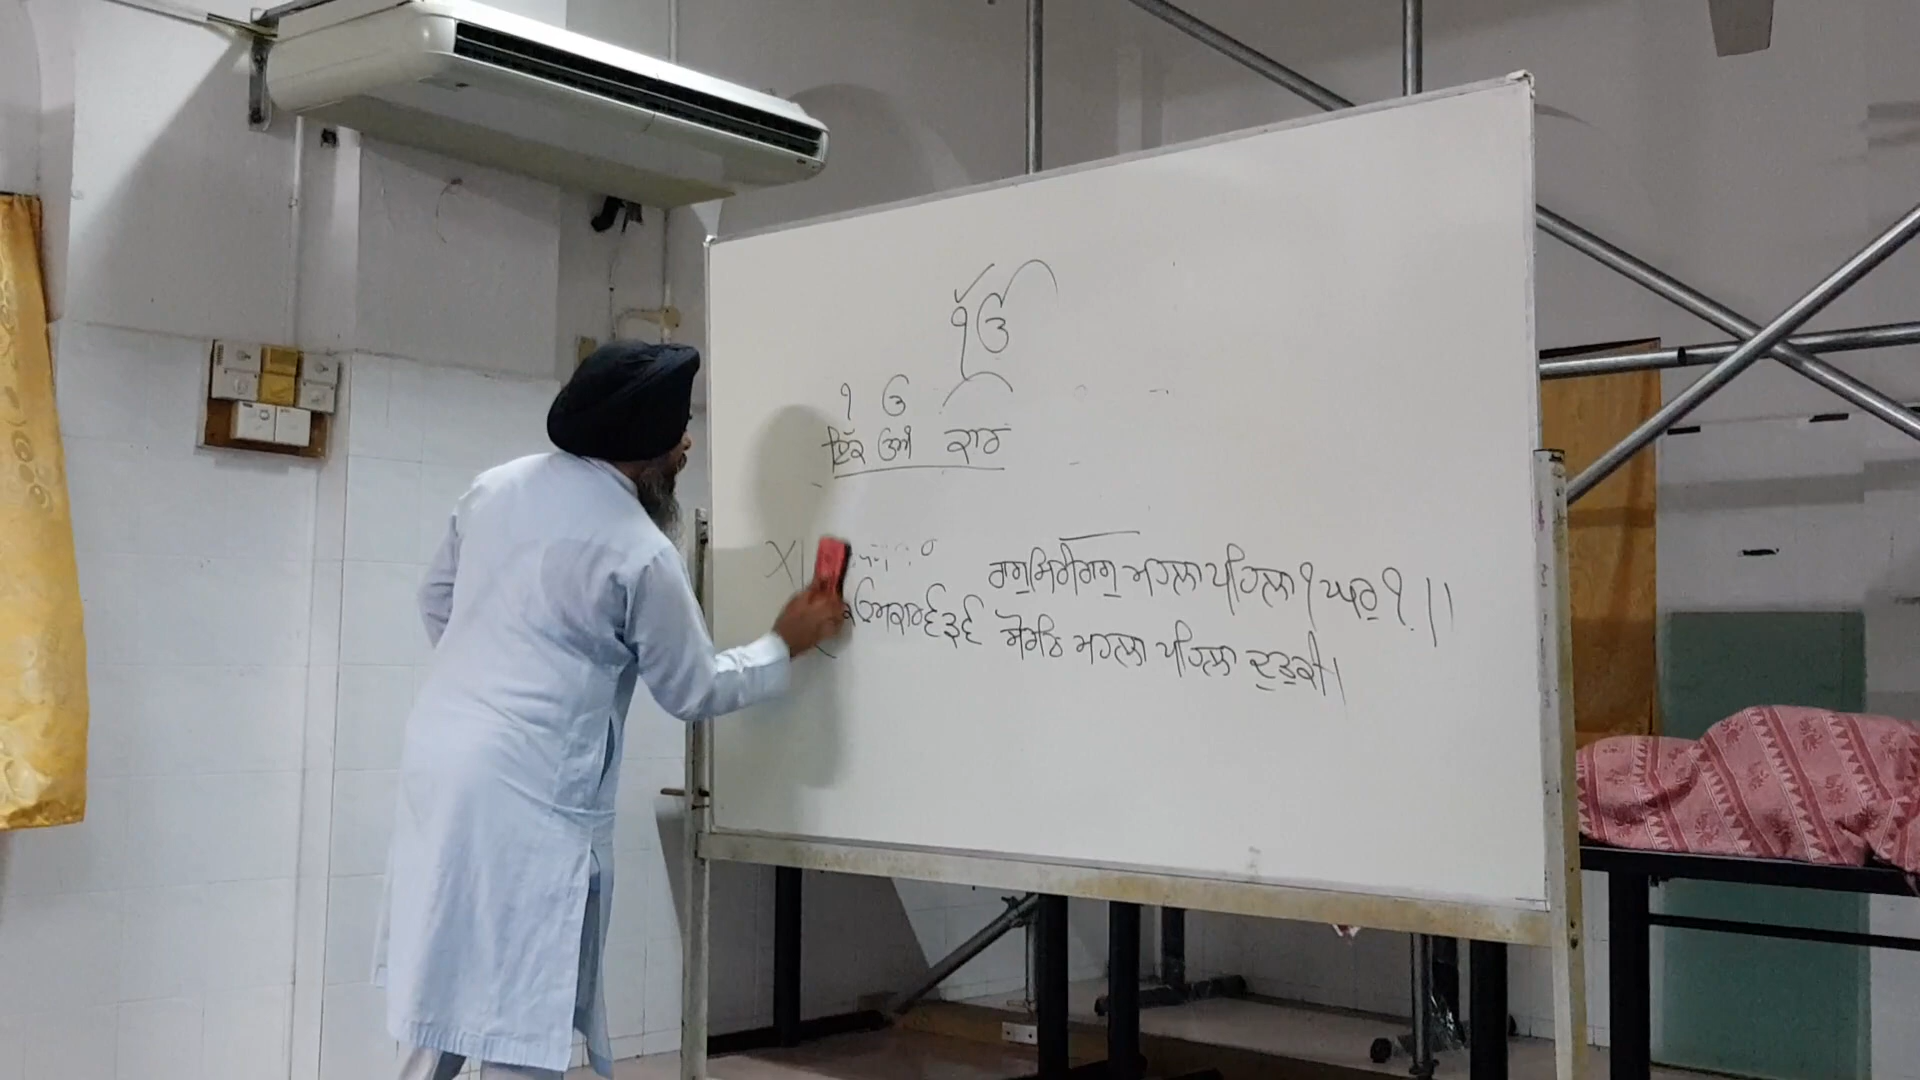 ੴ
੧ ਓ
ਇੱਕ ਓਅੰ ਕਾਰ
ਰਾਗੁ ਸਿਰੀਰਾਗੁ ਮਹਲਾ ਪਹਿਲਾ ੧ ਘਰੁ ੧ ॥
ਸੋਰਠਿ ਮਹਲਾ ਪਹਿਲਾ ਦੁਤੁਕੀ ।